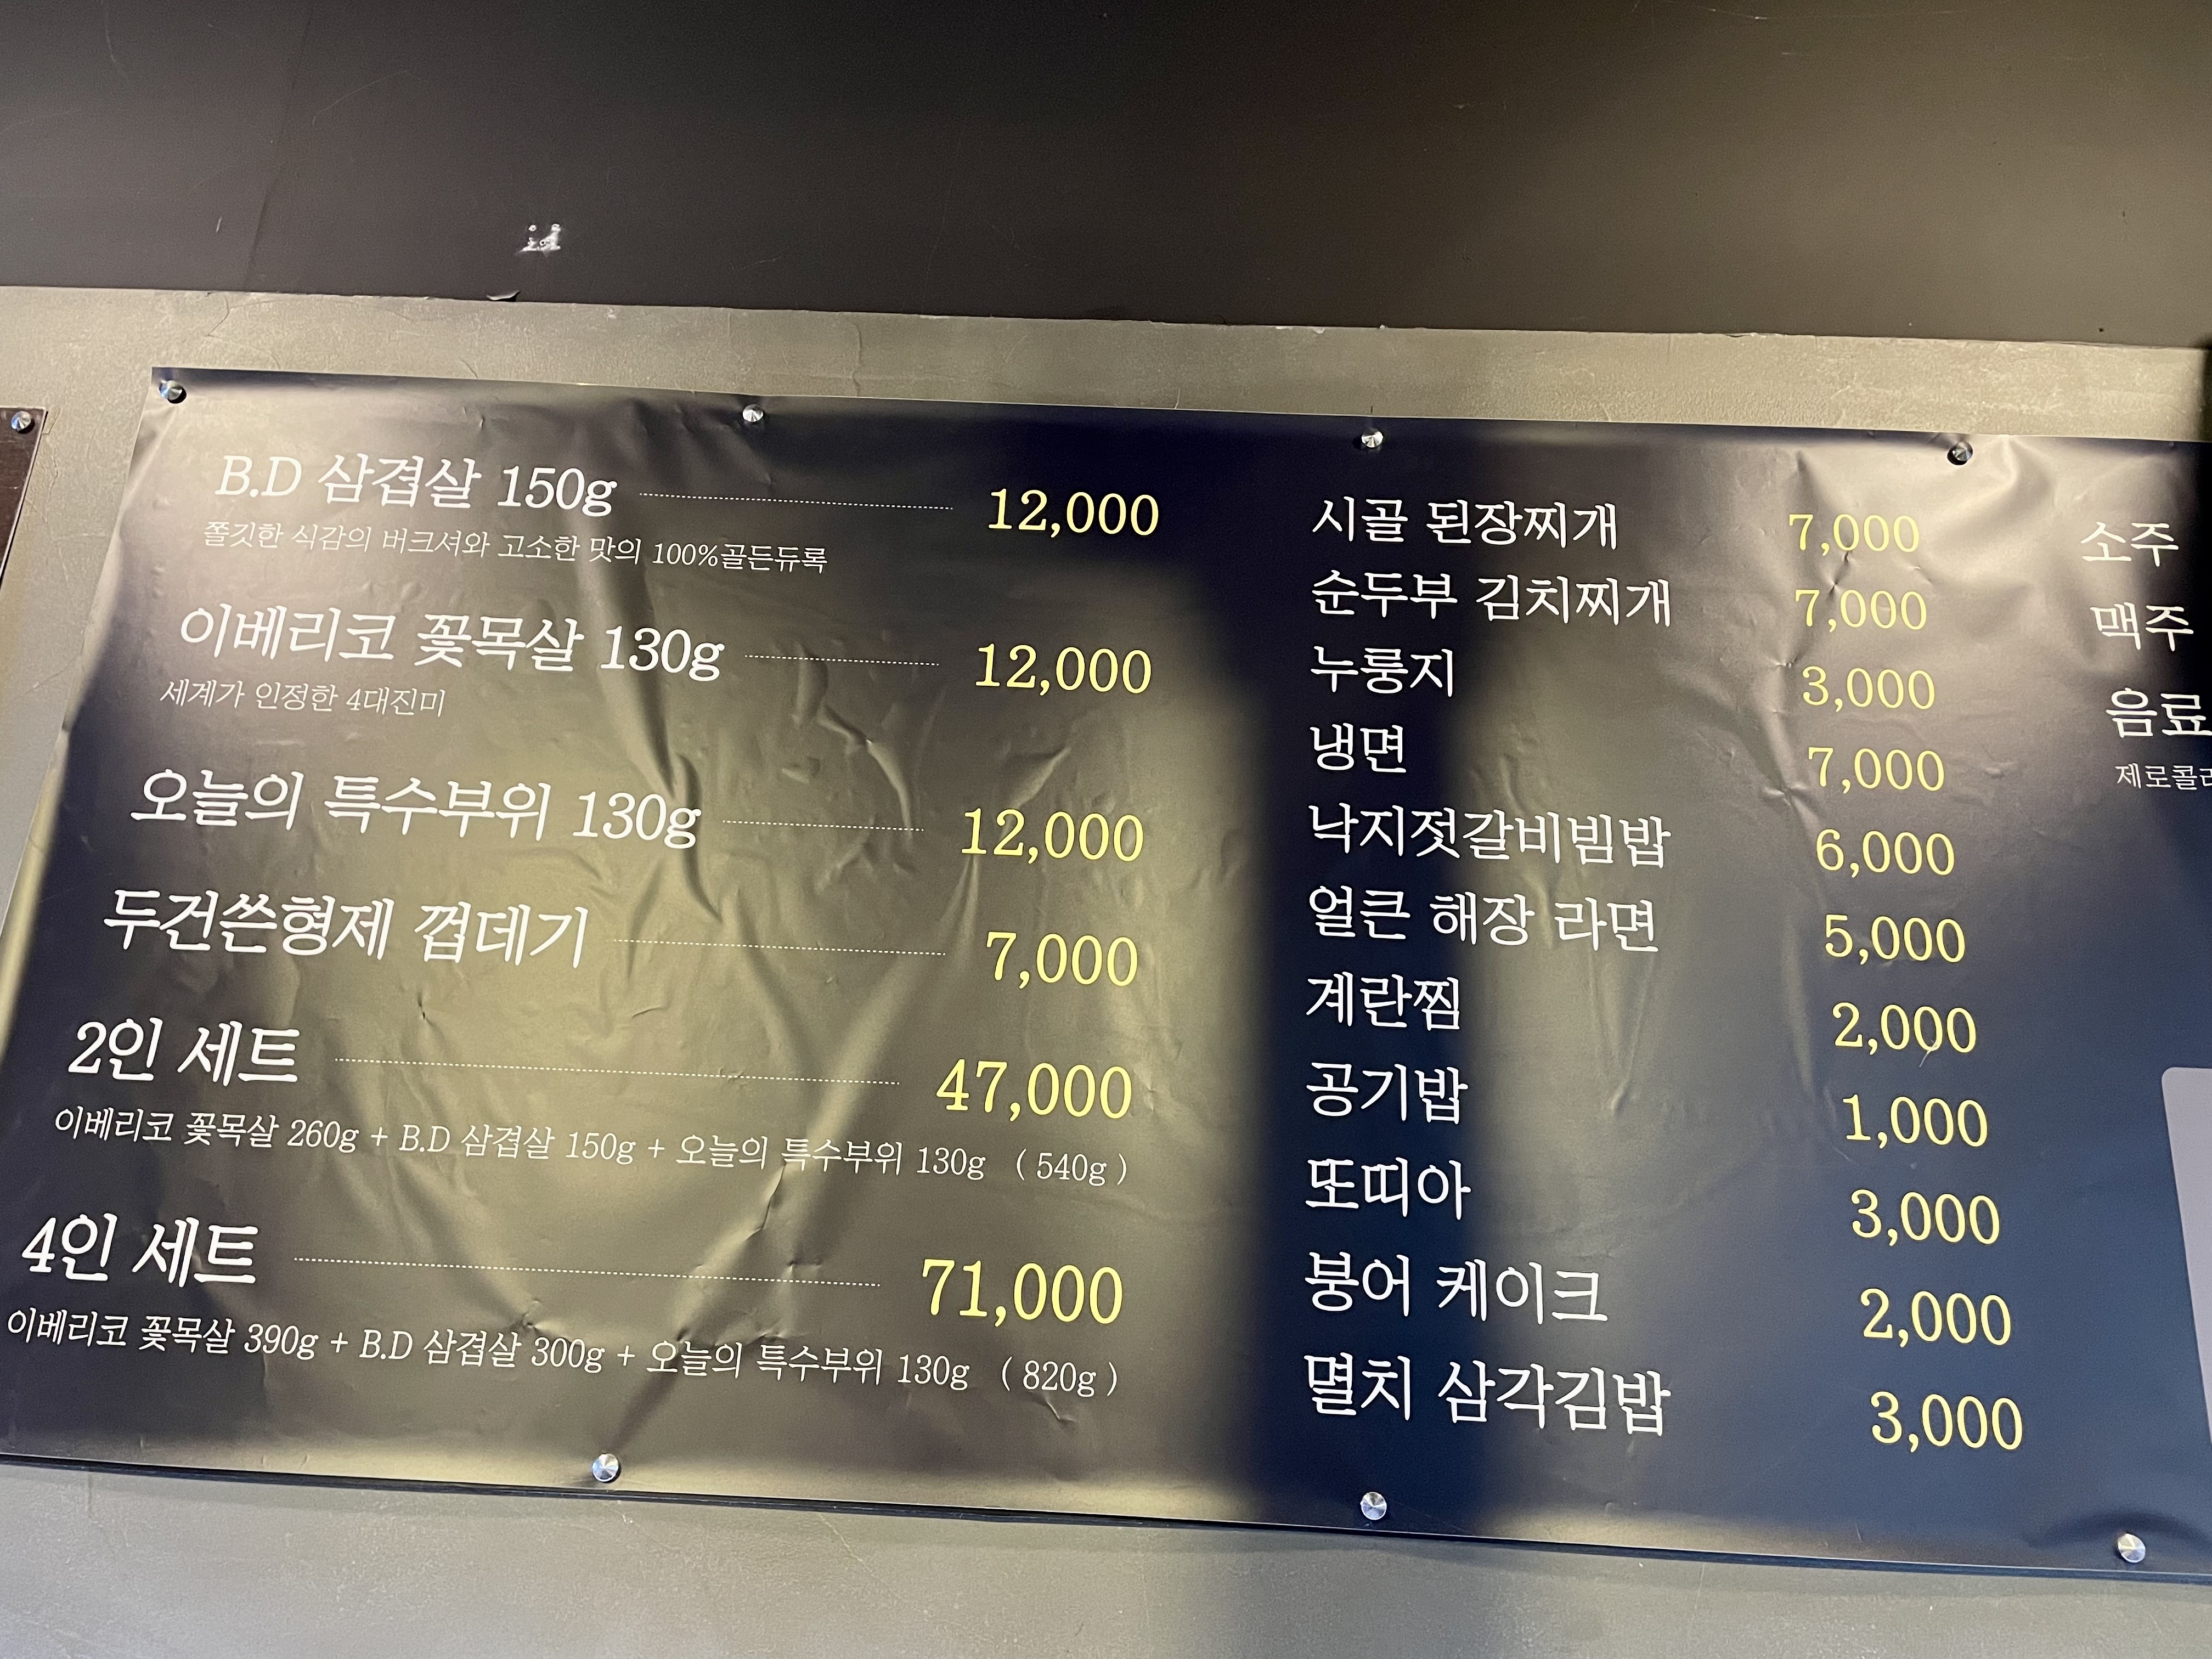 B.D 삼겹살 150g 12,000
쫄깃한 식감의 버크셔와 고소한 맛의 100%골든듀록
이베리코 꽃목살 130g 12,000
세계가 인정한 4대진미
오늘의 특수부위 130g 12,000
두건쓴형제 껍데기 7,000
2인 세트 47,000
이베리코 꽃목살 260g + B.D 삼겹살 150g + 오늘의 특수부위 130g ( 540g )
4인 세트 71,000
이베리코 꽃목살 390g + B.D 삼겹살 300g + 오늘의 특수부위 130g ( 820g )
시골 된장찌개 7,000
순두부 김치찌개 7,000
누룽지 3,000
냉면 7,000
낙지젓갈비빔밥 6,000
얼큰 해장 라면 5,000
계란찜 2,000
공기밥 1,000
또띠아 3,000
붕어 케이크 2,000
멸치 삼각김밥 3,000
소주
맥주
음료